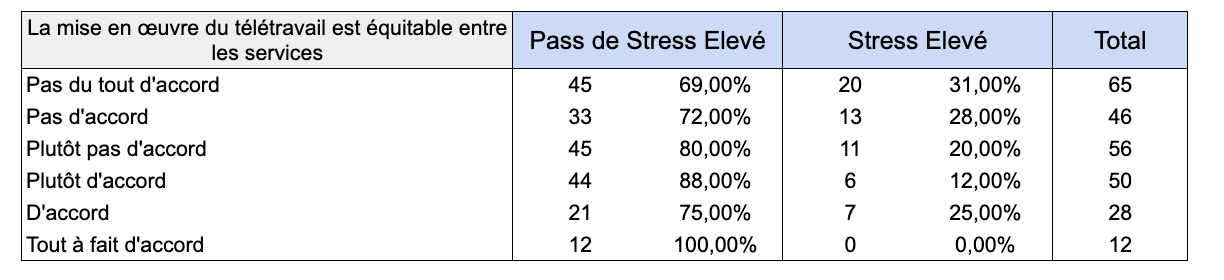 La mise en œuvre du télétravail est équitable entre
les services
Pass de Stress Elevé Stress Elevé Total
Pas du tout d'accord 45 69,00% 20 31,00% 65
Pas d'accord 33 72,00% 13 28,00% 46
Plutôt pas d'accord 45 80,00% 11 20,00% 56
Plutôt d'accord 44 88,00% 6 12,00% 50
D'accord 21 75,00% 7 25,00% 28
Tout à fait d'accord 12 100,00% 0 0,00% 12